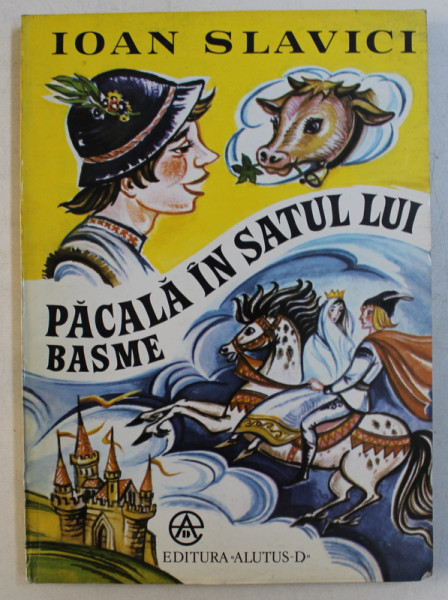 IOAN SLAVICI
PĂCALĂ ÎN SATUL LUI
BASME
EDITURA «ALUTUS-D»